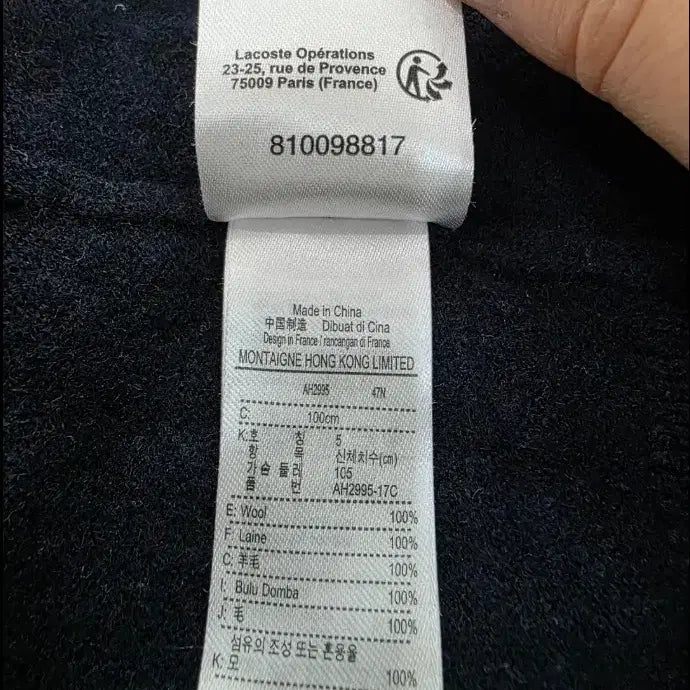 Lacoste Opérations
23-25, rue de Provence
75009 Paris (France)
810098817
Made in China
中国制造 Dibuat di Cina
Design in France / rancangan di France
MONTAIGNE HONG KONG LIMITED
AH2995 47N
C: 100cm
K:호 칭 5
항 목 신체치수(cm)
가슴 둘레 105
품 번 AH2995-17C
E: Wool 100%
F: Laine 100%
C: 羊毛 100%
I: Bulu Domba 100%
J: 毛 100%
섬유의 조성 또는 혼용율
K: 모 100%